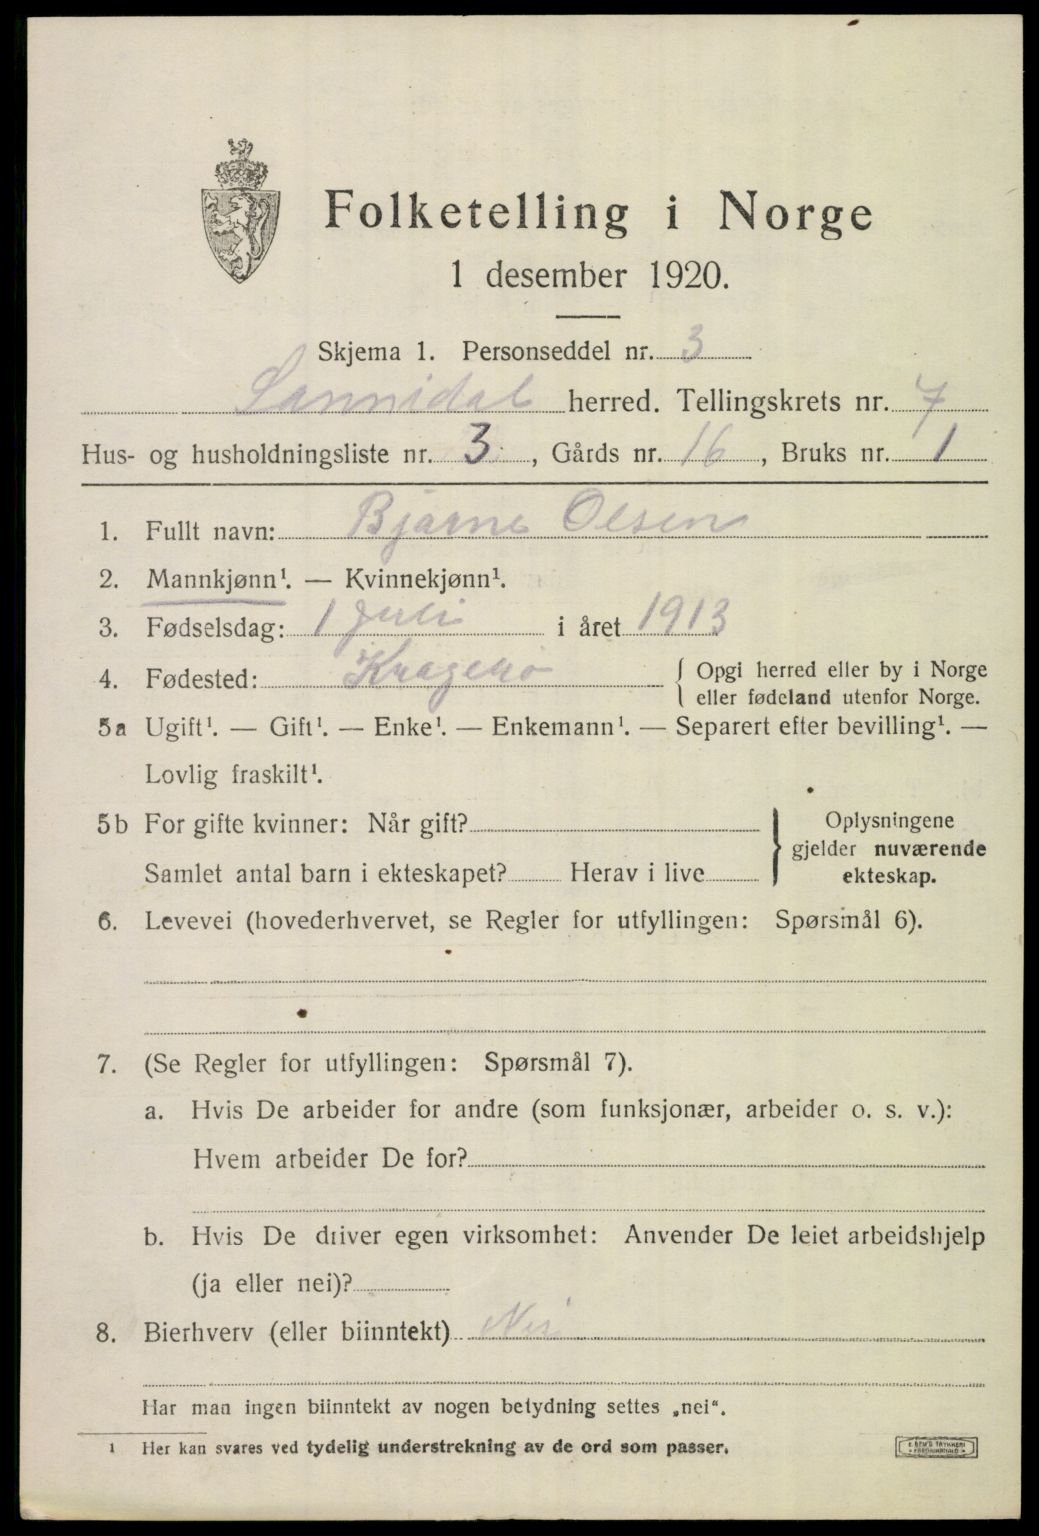 Folketelling i Norge
1 desember 1920.
Skjema 1. Personseddel nr. 3
Sannidal herred. Tellingskrets nr. 7
Hus- og husholdningsliste nr. 3, Gårds nr. 16, Bruks nr. 1
1. Fullt navn: Bjarne Olsen
2. Mannkjønn¹. — Kvinnekjønn¹.
3. Fødselsdag: 1 Juli i året 1913
4. Fødested: Kragerø { Opgi herred eller by i Norge
eller fødeland utenfor Norge.
5a Ugift¹. — Gift¹. — Enke¹. — Enkemann¹. — Separert efter bevilling¹. —
Lovlig fraskilt¹.
5b For gifte kvinner: Når gift? } Oplysningene
gjelder nuværende
Samlet antal barn i ekteskapet? Herav i live
ekteskap.
6. Levevei (hovederhvervet, se Regler for utfyllingen: Spørsmål 6).
7. (Se Regler for utfyllingen: Spørsmål 7).
a. Hvis De arbeider for andre (som funksjonær, arbeider o. s. v.):
Hvem arbeider De for?
b. Hvis De driver egen virksomhet: Anvender De leiet arbeidshjelp
(ja eller nei)?
8. Bierhverv (eller biinntekt) Nei
Har man ingen biinntekt av nogen betydning settes „nei“.
¹ Her kan svares ved tydelig understrekning av de ord som passer.